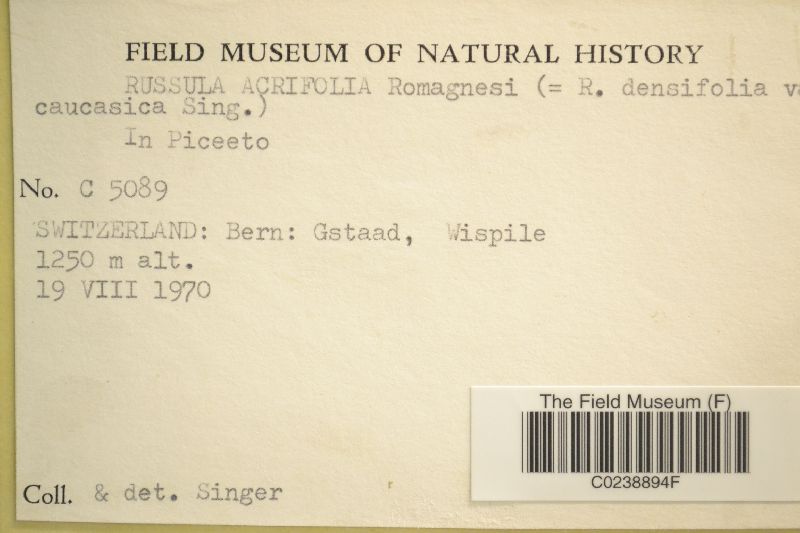 FIELD MUSEUM OF NATURAL HISTORY
RUSSULA ACRIFOLIA Romagnesi (= R. densifolia va
caucasica Sing.)
In Piceeto
No. C 5089
SWITZERLAND: Bern: Gstaad, Wispile
1250 m alt.
19 VIII 1970
The Field Museum (F)
C0238894F
Coll. & det. Singer